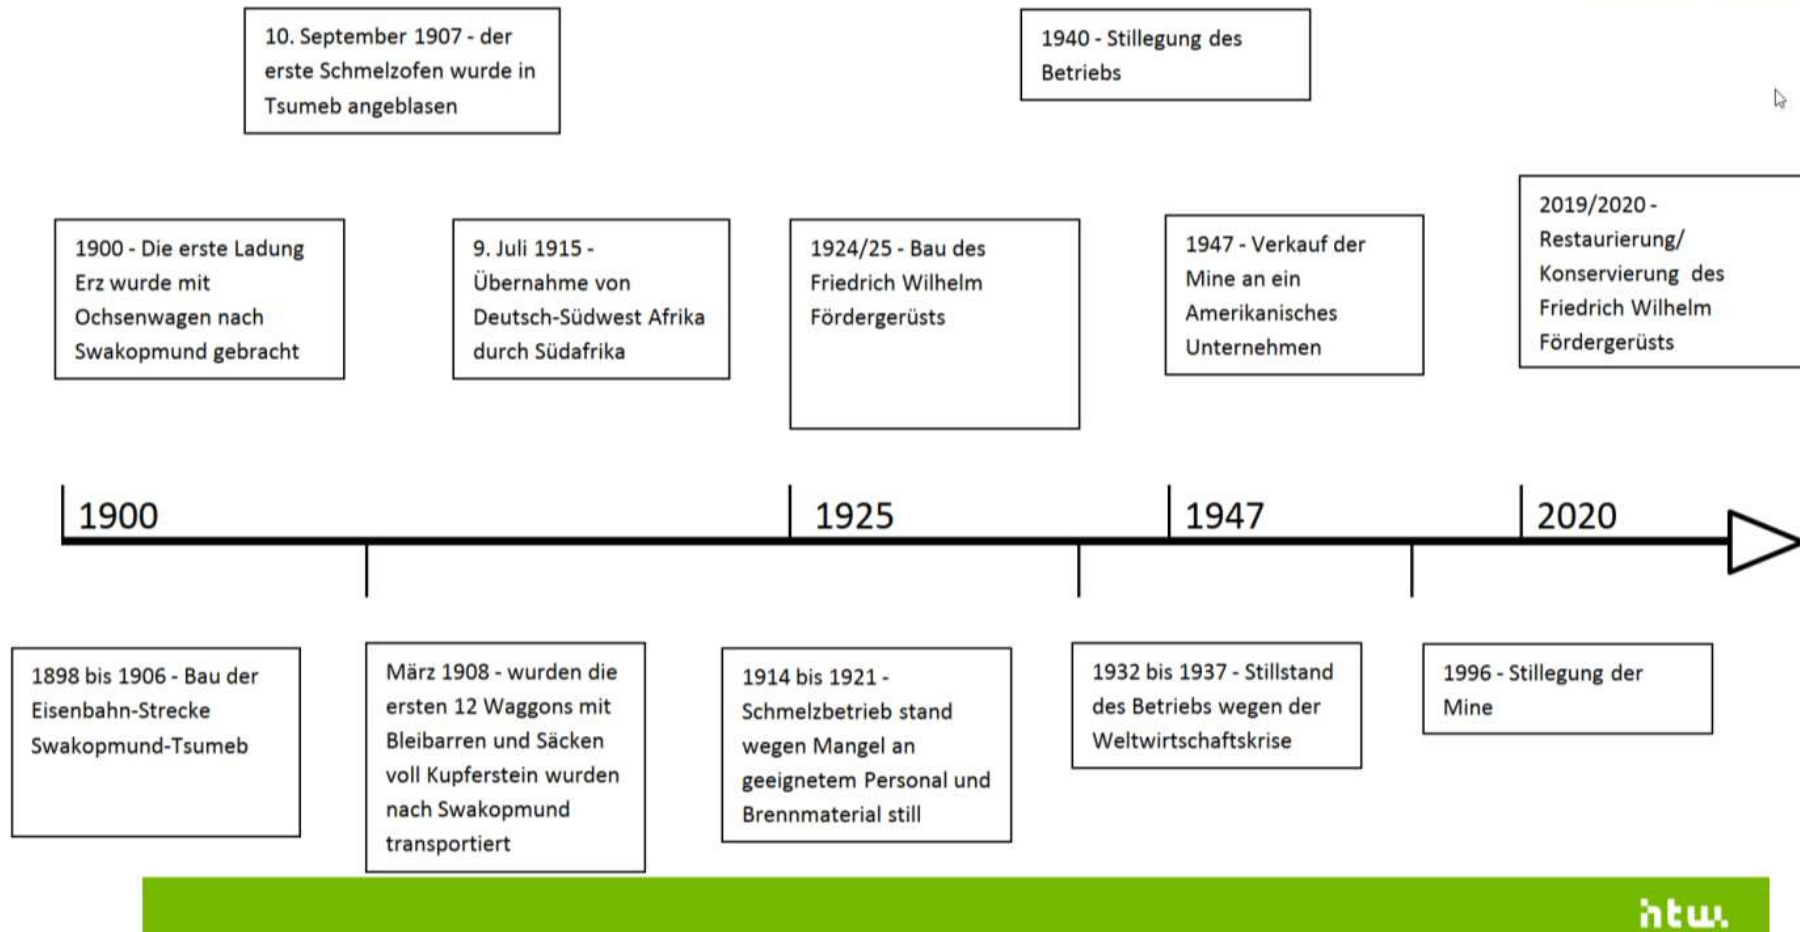 10. September 1907 - der
erste Schmelzofen wurde in
Tsumeb angeblasen
1940 - Stillegung des
Betriebs
1900 - Die erste Ladung
Erz wurde mit
Ochsenwagen nach
Swakopmund gebracht
9. Juli 1915 -
Übernahme von
Deutsch-Südwest Afrika
durch Südafrika
1924/25 - Bau des
Friedrich Wilhelm
Fördergerüsts
1947 - Verkauf der
Mine an ein
Amerikanisches
Unternehmen
2019/2020 -
Restaurierung/
Konservierung des
Friedrich Wilhelm
Fördergerüsts
1900
1925
1947
2020
1898 bis 1906 - Bau der
Eisenbahn-Strecke
Swakopmund-Tsumeb
März 1908 - wurden die
ersten 12 Waggons mit
Bleibarren und Säcken
voll Kupferstein wurden
nach Swakopmund
transportiert
1914 bis 1921 -
Schmelzbetrieb stand
wegen Mangel an
geeignetem Personal und
Brennmaterial still
1932 bis 1937 - Stillstand
des Betriebs wegen der
Weltwirtschaftskrise
1996 - Stillegung der
Mine
htw.